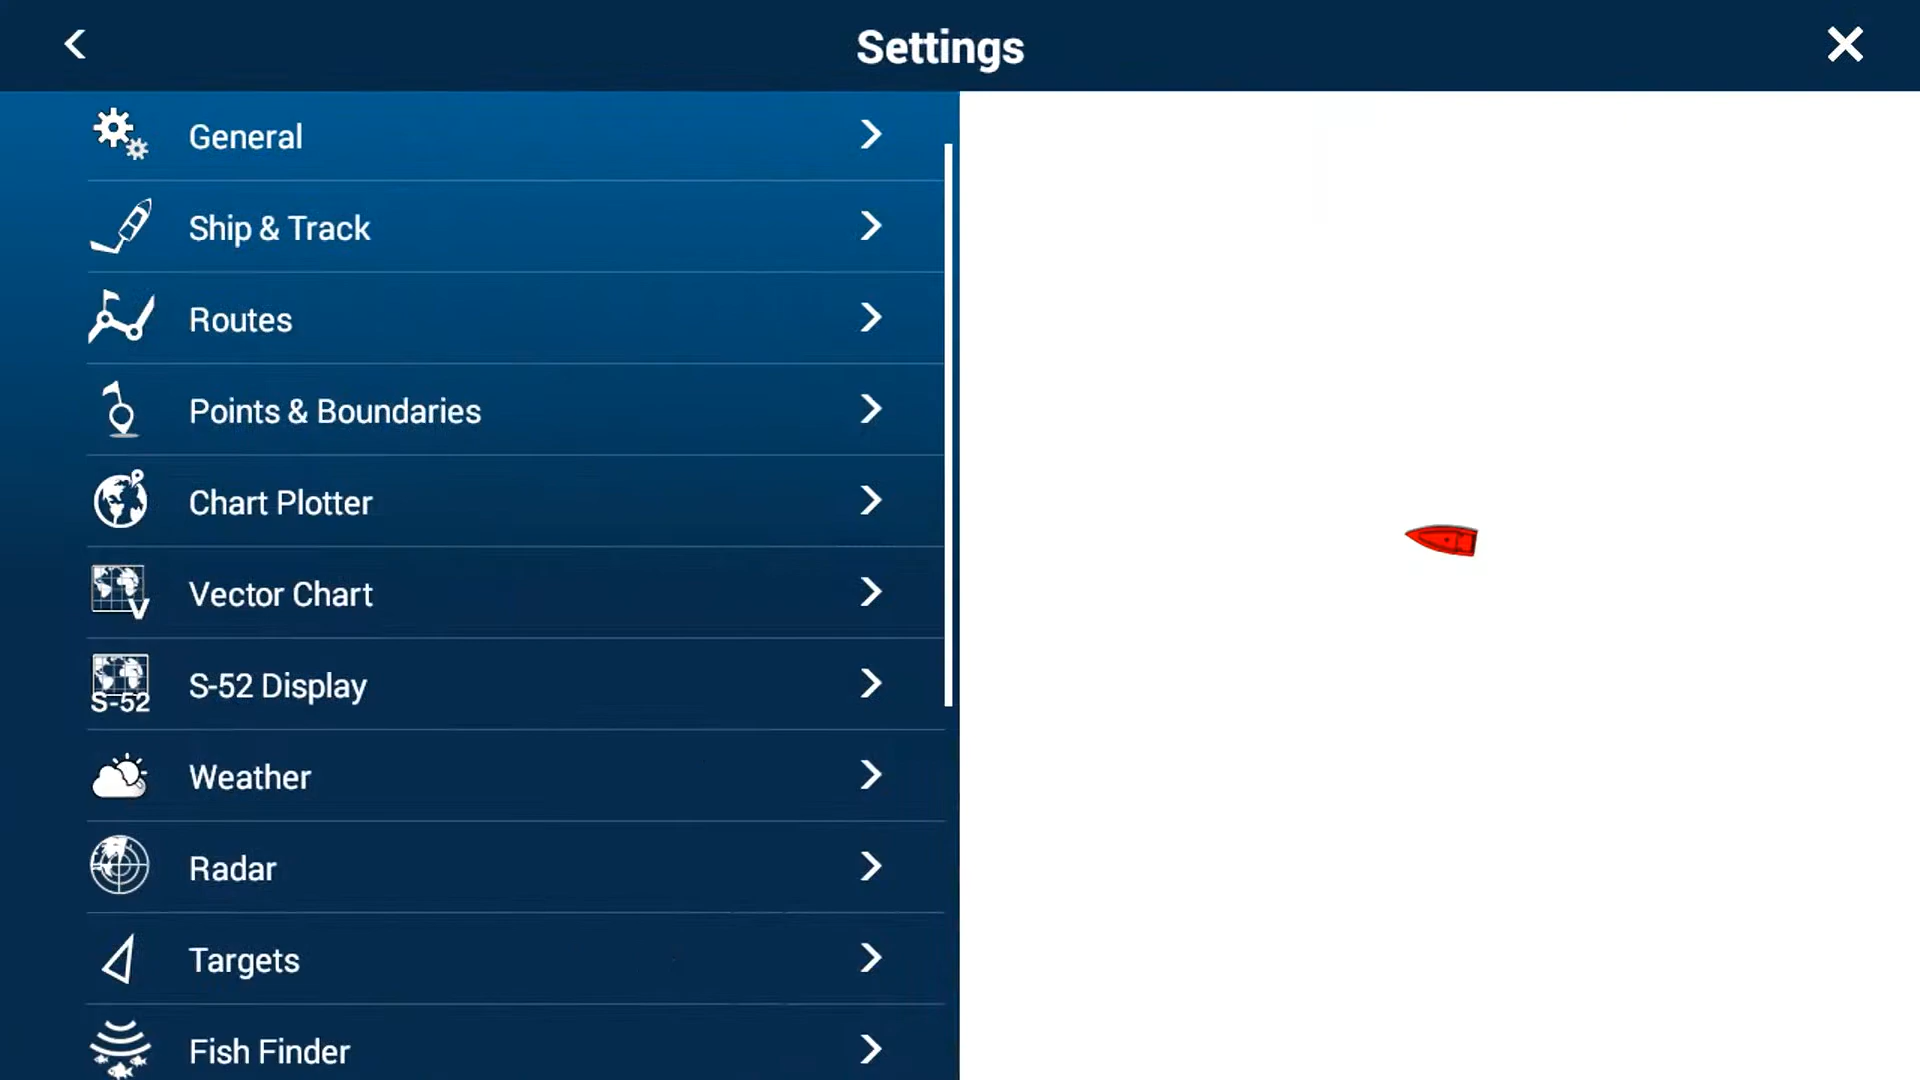 Settings
General
Ship & Track
Routes
Points & Boundaries
Chart Plotter
V
Vector Chart
S-52
S-52 Display
Weather
Radar
Targets
Fish Finder